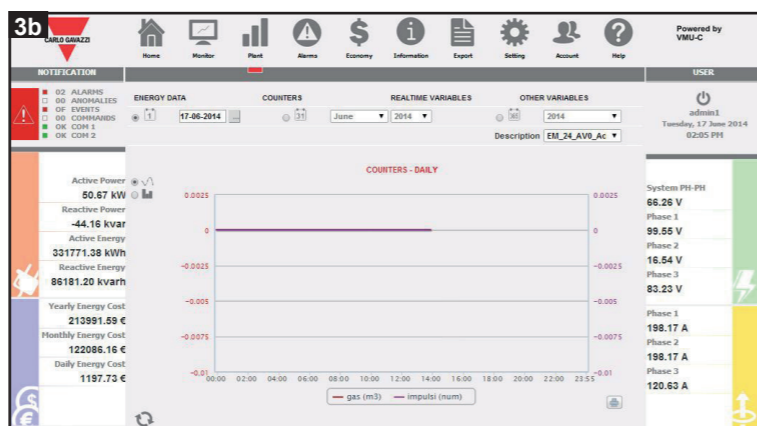 3b
CARLO GAVAZZI
Home Monitor Plant Alarms Economy Information Export Setting Account Help
Powered by
VMU-C
NOTIFICATION
USER
02 ALARMS
00 ANOMALIES
OF EVENTS
00 COMMANDS
OK COM 1
OK COM 2
ENERGY DATA COUNTERS REALTIME VARIABLES OTHER VARIABLES
1 17-06-2014 ... 31 June 2014 2014
Description EM_24_AV0_Ac
admin1
Tuesday, 17 June 2014
02:05 PM
Active Power
50.67 kW
Reactive Power
-44.16 kvar
Active Energy
331771.38 kWh
Reactive Energy
86181.20 kvarh
Yearly Energy Cost
213991.59 €
Monthly Energy Cost
122086.16 €
Daily Energy Cost
1197.73 €
$
€
COUNTERS - DAILY
0.0025 0.0025
0 0
-0.0025 -0.0025
-0.005 -0.005
-0.0075 -0.0075
-0.01 -0.01
00:00 02:00 04:00 06:00 08:00 10:00 12:00 14:00 16:00 18:00 20:00 22:00 23:55
gas (m3) impulsi (num)
System PH-PH
66.26 V
Phase 1
99.55 V
Phase 2
16.54 V
Phase 3
83.23 V
Phase 1
198.17 A
Phase 2
198.17 A
Phase 3
120.63 A